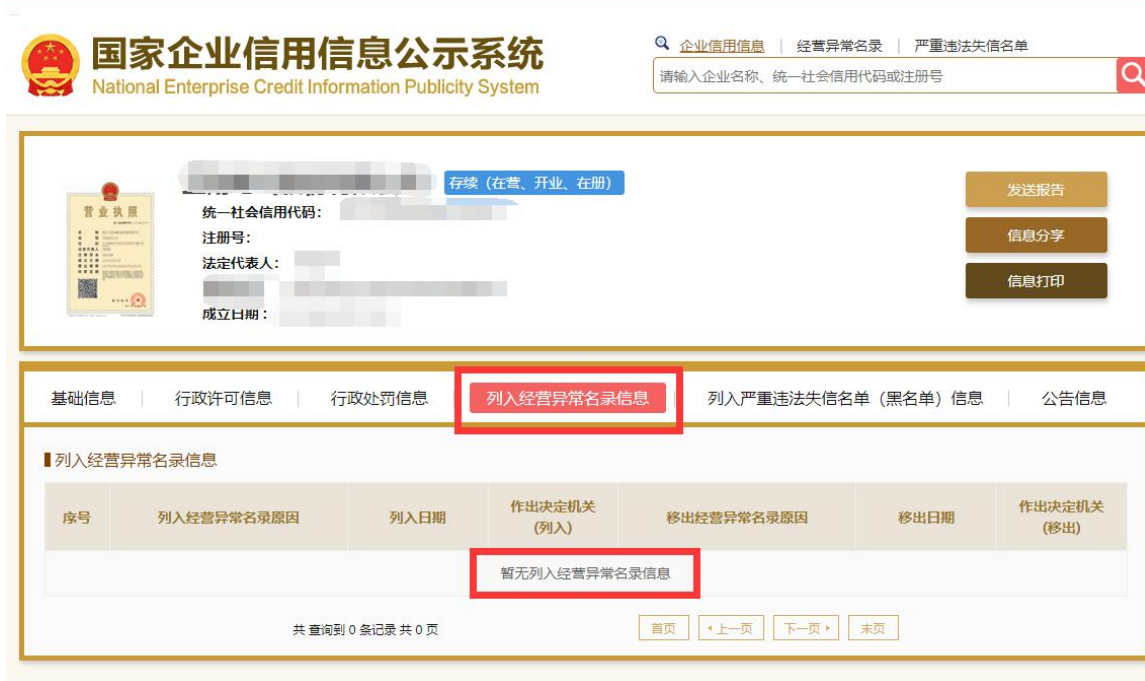 国家企业信用信息公示系统
National Enterprise Credit Information Publicity System
企业信用信息 | 经营异常名录 | 严重违法失信名单
请输入企业名称、统一社会信用代码或注册号
存续（在营、开业、在册）
营业执照
统一社会信用代码：
注册号：
法定代表人：
成立日期：
发送报告
信息分享
信息打印
基础信息 | 行政许可信息 | 行政处罚信息 | 列入经营异常名录信息 | 列入严重违法失信名单（黑名单）信息 | 公告信息
列入经营异常名录信息
序号 列入经营异常名录原因 列入日期 作出决定机关(列入) 移出经营异常名录原因 移出日期 作出决定机关(移出)
暂无列入经营异常名录信息
共 查询到 0 条记录 共 0 页 首页 上一页 下一页 末页